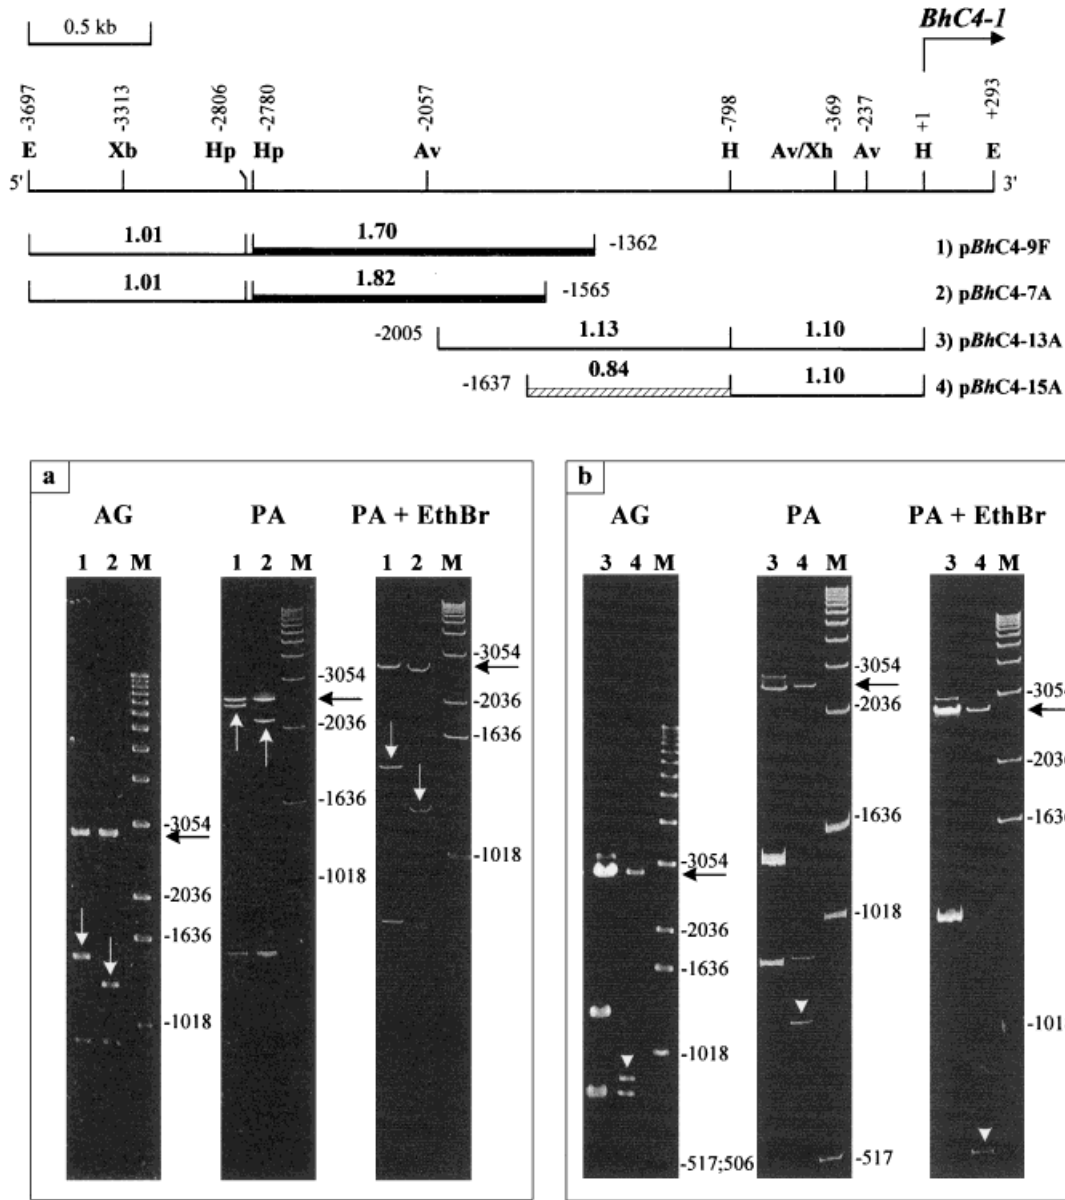 0.5 kb
BhC4-1
-3697 -3313 -2806 -2780 -2057 -798 -369 -237 +1 +293
E Xb Hp Hp Av H Av/Xh Av H E
5' 3'
1.01 1.70 -1362 1) pBhC4-9F
1.01 1.82 -1565 2) pBhC4-7A
-2005 1.13 1.10 3) pBhC4-13A
-1637 0.84 1.10 4) pBhC4-15A
a
AG PA PA + EthBr
1 2 M 1 2 M 1 2 M
-3054
-2036
-1636
-1018
-3054
-2036
-1636
-1018
-3054
-2036
-1636
-1018
b
AG PA PA + EthBr
3 4 M 3 4 M 3 4 M
-3054
-2036
-1636
-1018
-517;506
-3054
-2036
-1636
-1018
-517
-3054
-2036
-1636
-1018